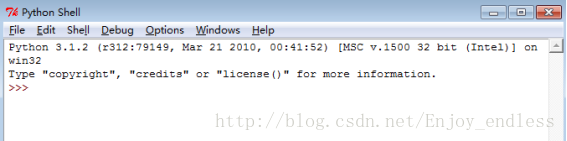 Python Shell
File Edit Shell Debug Options Windows Help
Python 3.1.2 (r312:79149, Mar 21 2010, 00:41:52) [MSC v.1500 32 bit (Intel)] on
win32
Type "copyright", "credits" or "license()" for more information.
>>>
http://blog.csdn.net/Enjoy_endless